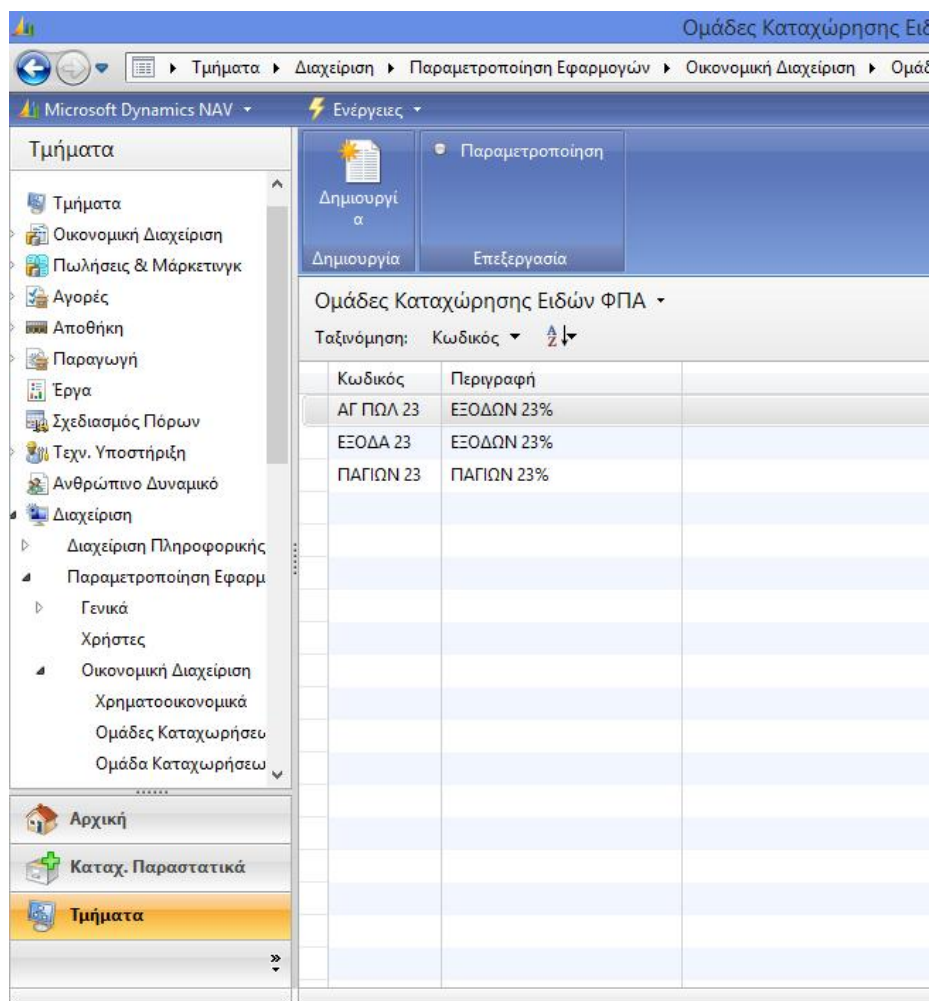 Ομάδες Καταχώρησης Ειδ
Τμήματα Διαχείριση Παραμετροποίηση Εφαρμογών Οικονομική Διαχείριση Ομάδ
Microsoft Dynamics NAV Ενέργειες
Τμήματα
Τμήματα
Οικονομική Διαχείριση
Πωλήσεις & Μάρκετινγκ
Αγορές
Αποθήκη
Παραγωγή
Έργα
Σχεδιασμός Πόρων
Τεχν. Υποστήριξη
Ανθρώπινο Δυναμικό
Διαχείριση
Διαχείριση Πληροφορικής
Παραμετροποίηση Εφαρμ
Γενικά
Χρήστες
Οικονομική Διαχείριση
Χρηματοοικονομικά
Ομάδες Καταχωρήσεω
Ομάδα Καταχωρήσεω
Αρχική
Καταχ. Παραστατικά
Τμήματα
Δημιουργί
α
Δημιουργία
Παραμετροποίηση
Επεξεργασία
Ομάδες Καταχώρησης Ειδών ΦΠΑ
Ταξινόμηση: Κωδικός
Κωδικός Περιγραφή
ΑΓ ΠΩΛ 23 ΕΞΟΔΩΝ 23%
ΕΞΟΔΑ 23 ΕΞΟΔΩΝ 23%
ΠΑΓΙΩΝ 23 ΠΑΓΙΩΝ 23%